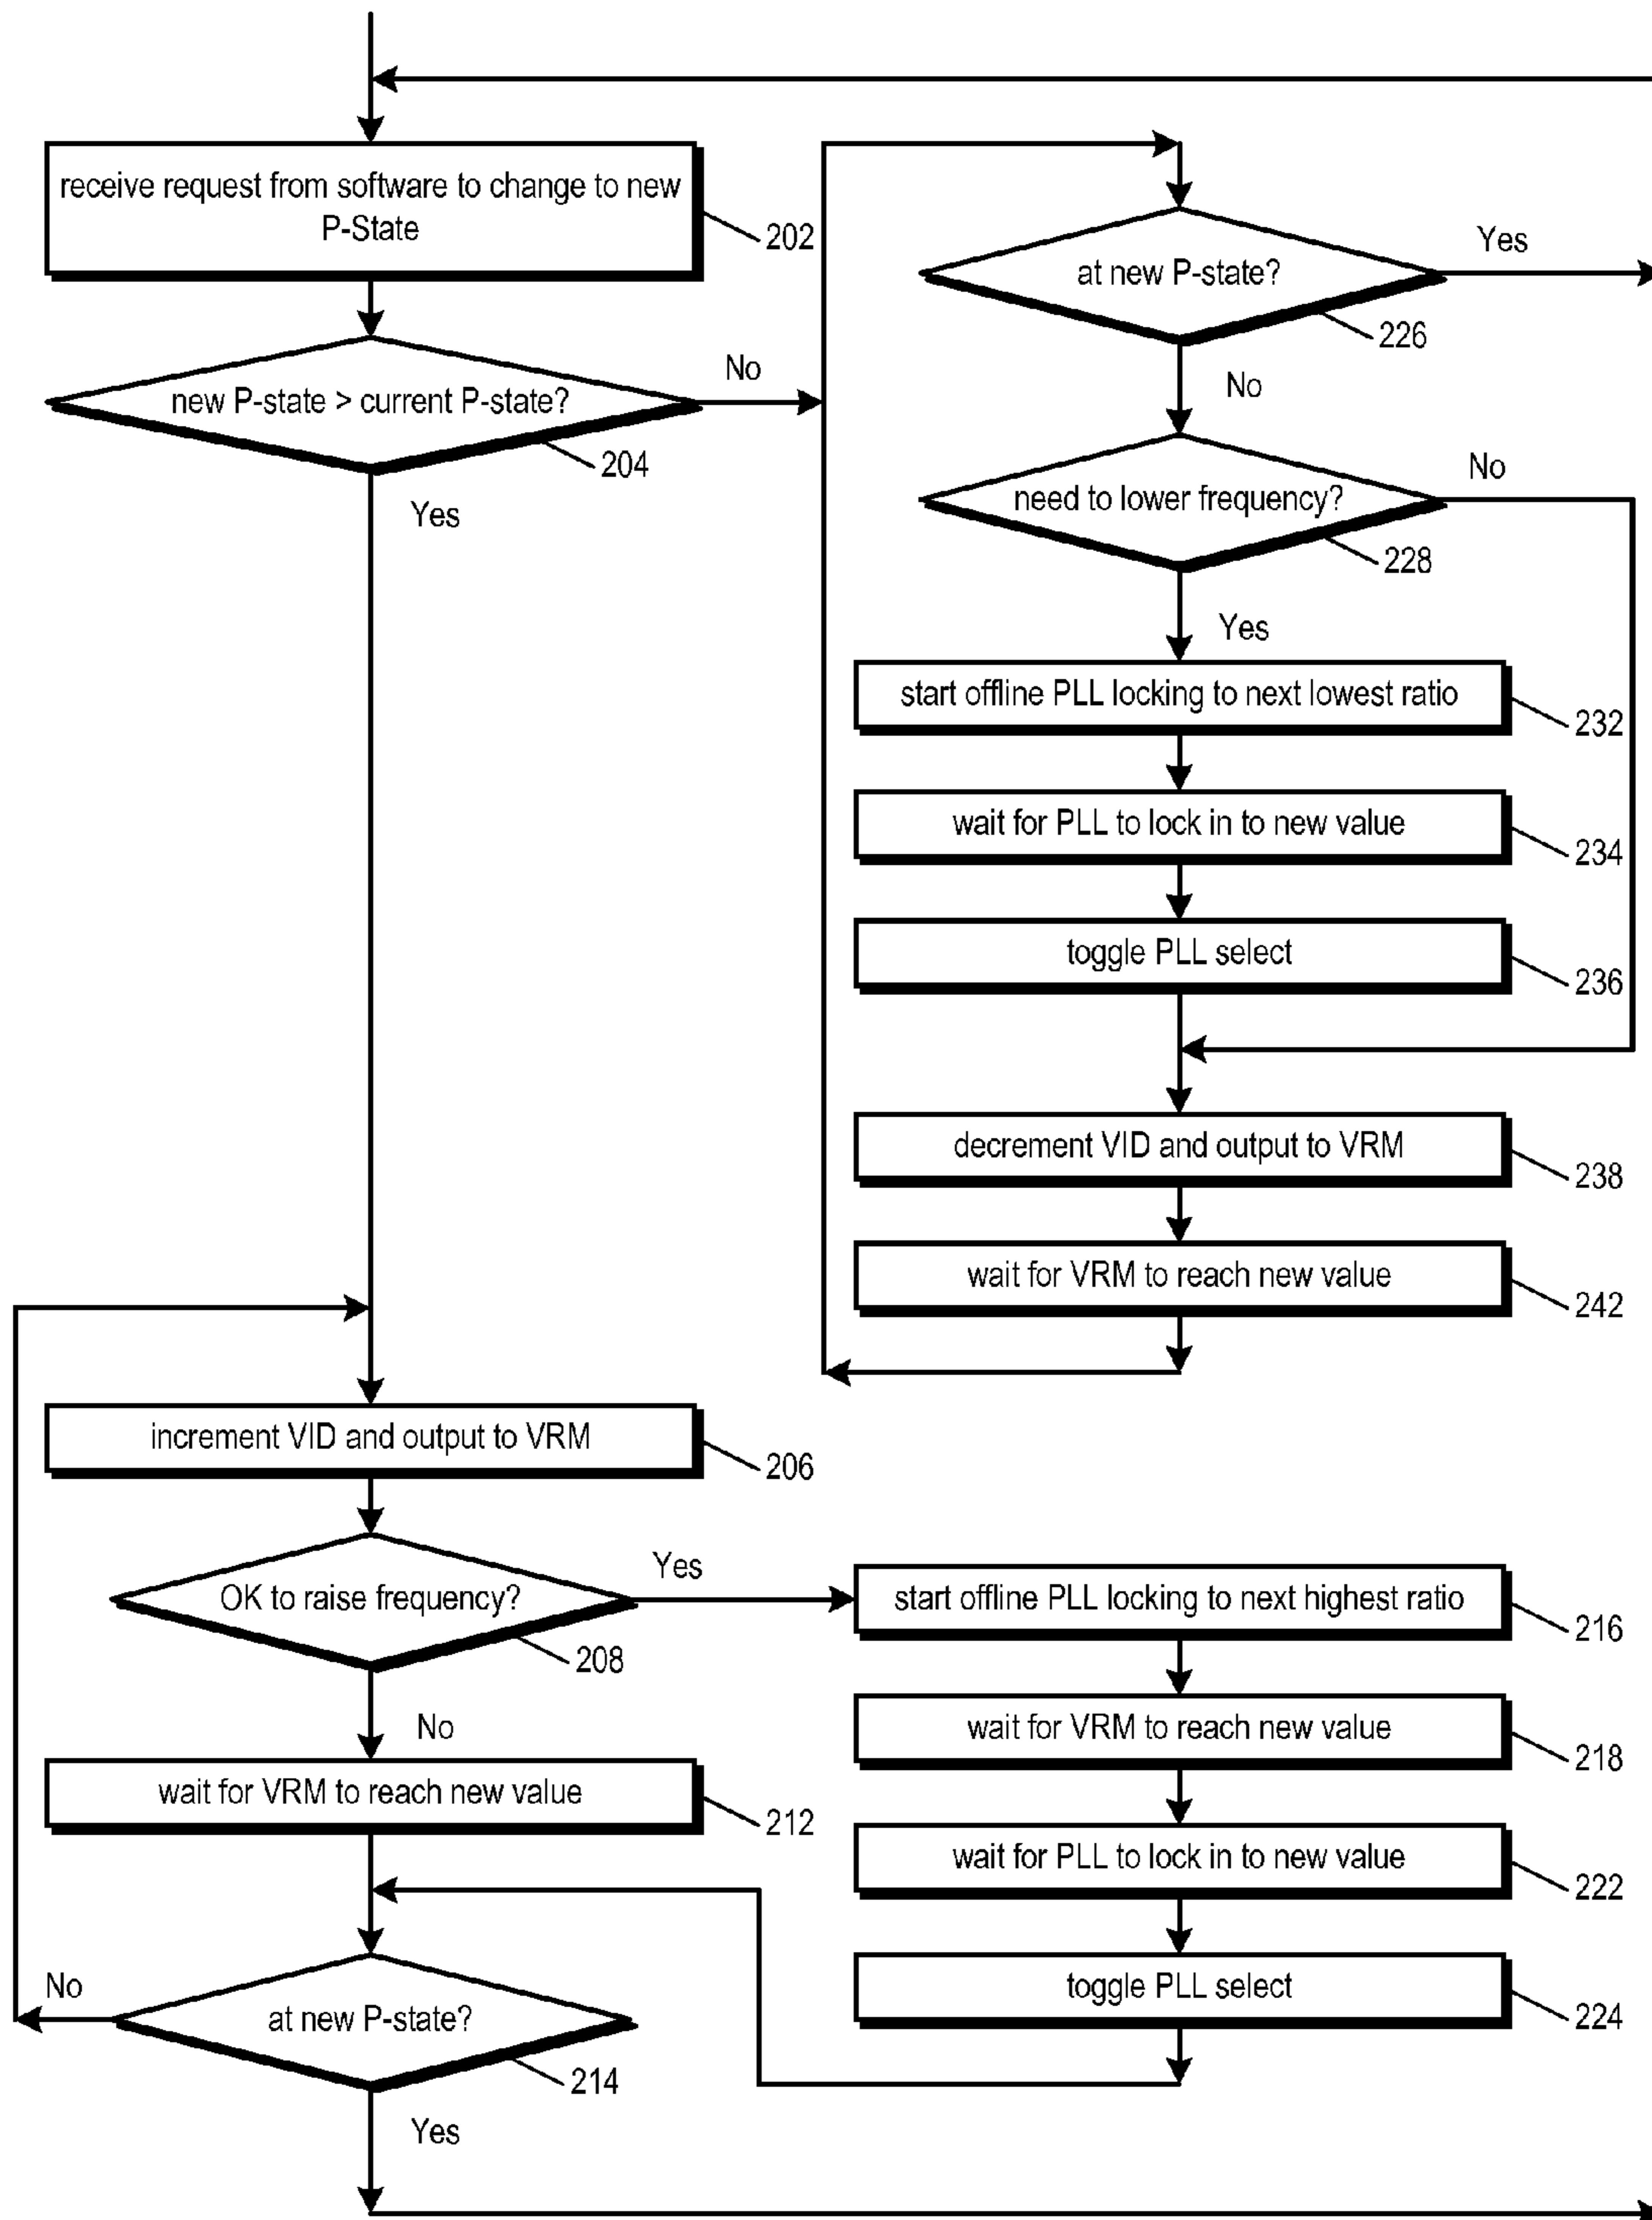 receive request from software to change to new
P-State
202
new P-state > current P-state?
No
204
Yes
at new P-state?
Yes
226
No
need to lower frequency?
No
228
Yes
start offline PLL locking to next lowest ratio
232
wait for PLL to lock in to new value
234
toggle PLL select
236
decrement VID and output to VRM
238
wait for VRM to reach new value
242
increment VID and output to VRM
206
OK to raise frequency?
Yes
208
No
wait for VRM to reach new value
212
start offline PLL locking to next highest ratio
216
wait for VRM to reach new value
218
wait for PLL to lock in to new value
222
toggle PLL select
224
at new P-state?
No
214
Yes